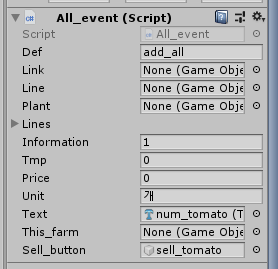 All_event (Script)
Script All_event
Def add_all
Link None (Game Obje
Line None (Game Obje
Plant None (Game Obje
Lines
Information 1
Tmp 0
Price 0
Unit 개
Text num_tomato (T
This_farm None (Game Obje
Sell_button sell_tomato